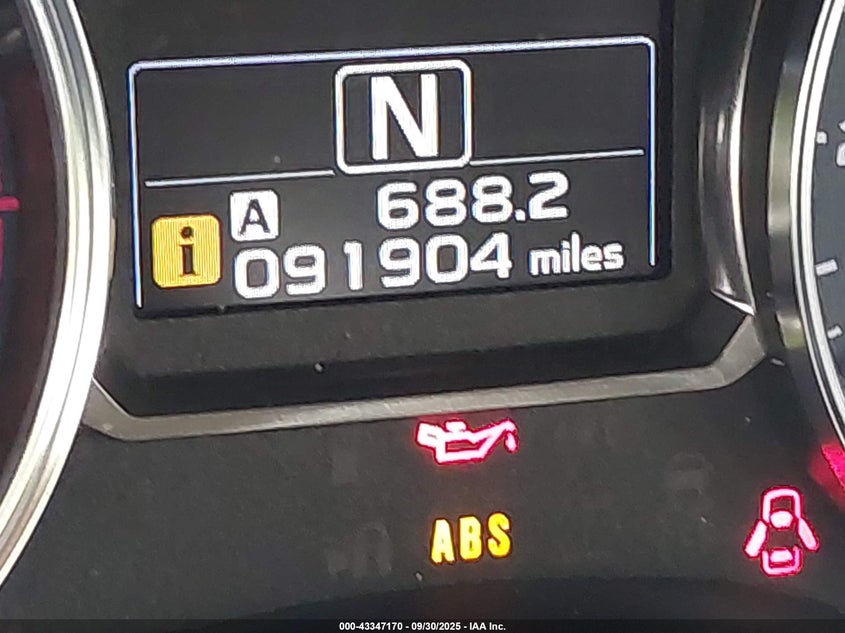 N
A 688.2
i 091904 miles
ABS
000-43347170 - 09/30/2025 - IAA Inc.